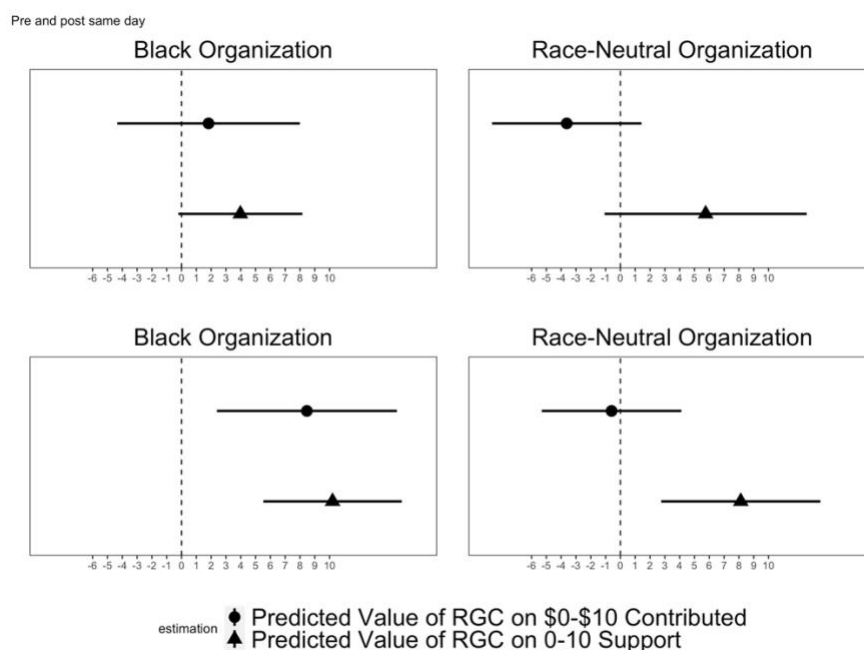 Pre and post same day
Black Organization
Race-Neutral Organization
-6 -5 -4 -3 -2 -1 0 1 2 3 4 5 6 7 8 9 10
-6 -5 -4 -3 -2 -1 0 1 2 3 4 5 6 7 8 9 10
Black Organization
Race-Neutral Organization
-6 -5 -4 -3 -2 -1 0 1 2 3 4 5 6 7 8 9 10
-6 -5 -4 -3 -2 -1 0 1 2 3 4 5 6 7 8 9 10
estimation
Predicted Value of RGC on $0-$10 Contributed
Predicted Value of RGC on 0-10 Support